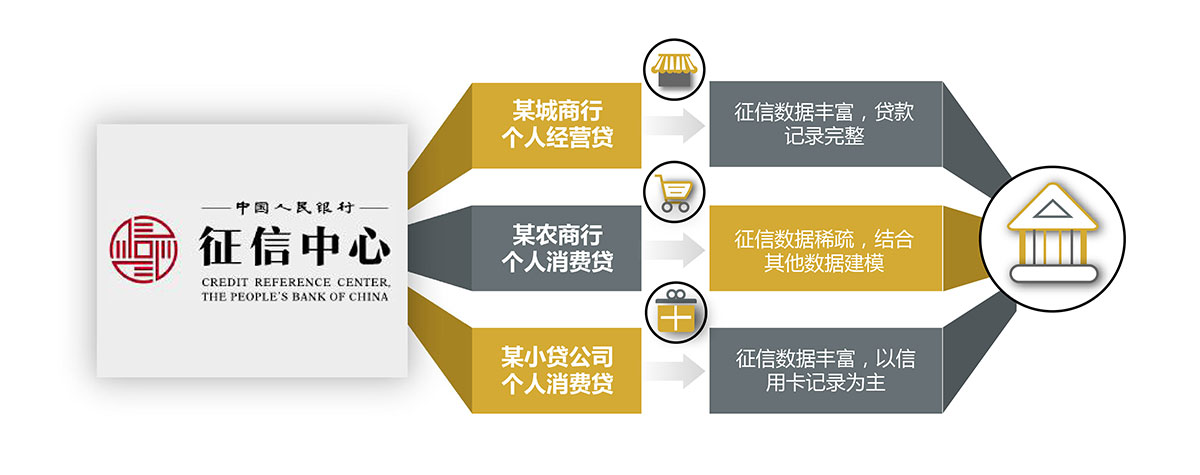 中国人民银行
征信中心
CREDIT REFERENCE CENTER,
THE PEOPLE'S BANK OF CHINA
某城商行
个人经营贷
征信数据丰富，贷款
记录完整
某农商行
个人消费贷
征信数据稀疏，结合
其他数据建模
某小贷公司
个人消费贷
征信数据丰富，以信
用卡记录为主